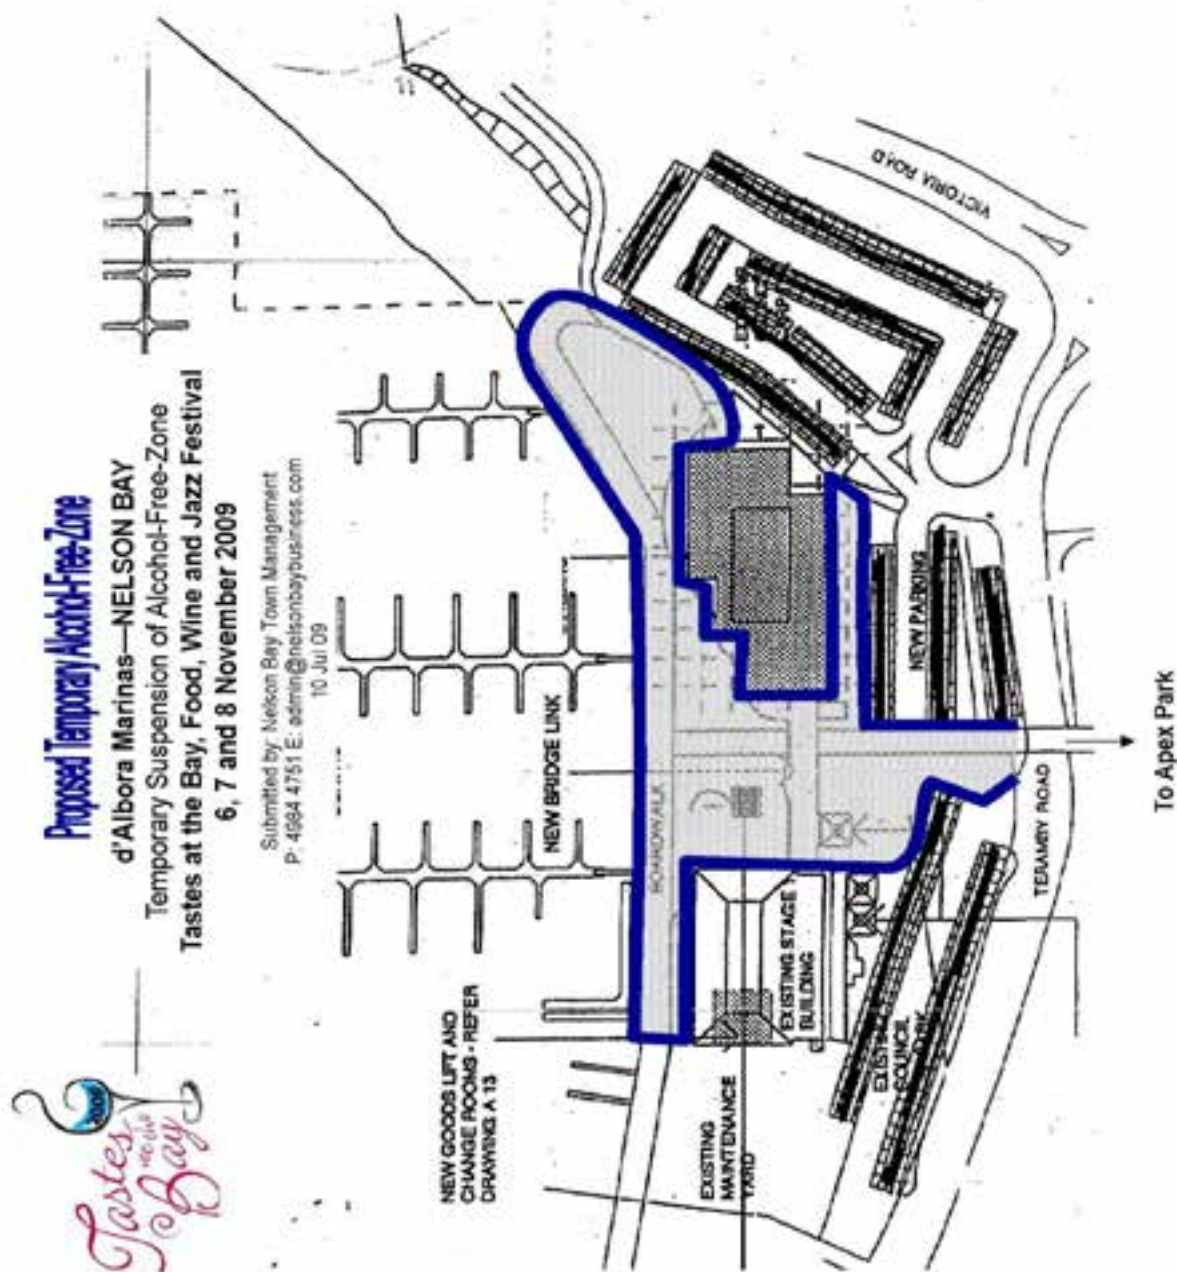 Tastes
at the
Bay
Proposed Temporary Alcohol-Free-Zone
d'Albora Marinas—NELSON BAY
Temporary Suspension of Alcohol-Free-Zone
Tastes at the Bay, Food, Wine and Jazz Festival
6, 7 and 8 November 2009
Submitted by: Nelson Bay Town Management
P: 4984 4751 E: admin@nelsonbaybusiness.com
10 Jul 09
NEW GOODS LIFT AND
CHANGE ROOMS - REFER
DRAWING A 13
NEW BRIDGE LINK
BOARDWALK
EXISTING
MAINTENANCE
YARD
EXISTING STAGE
BUILDING
EXISTING
COUNCIL
NEW PARKING
VICTORIA ROAD
TERAMBY ROAD
To Apex Park